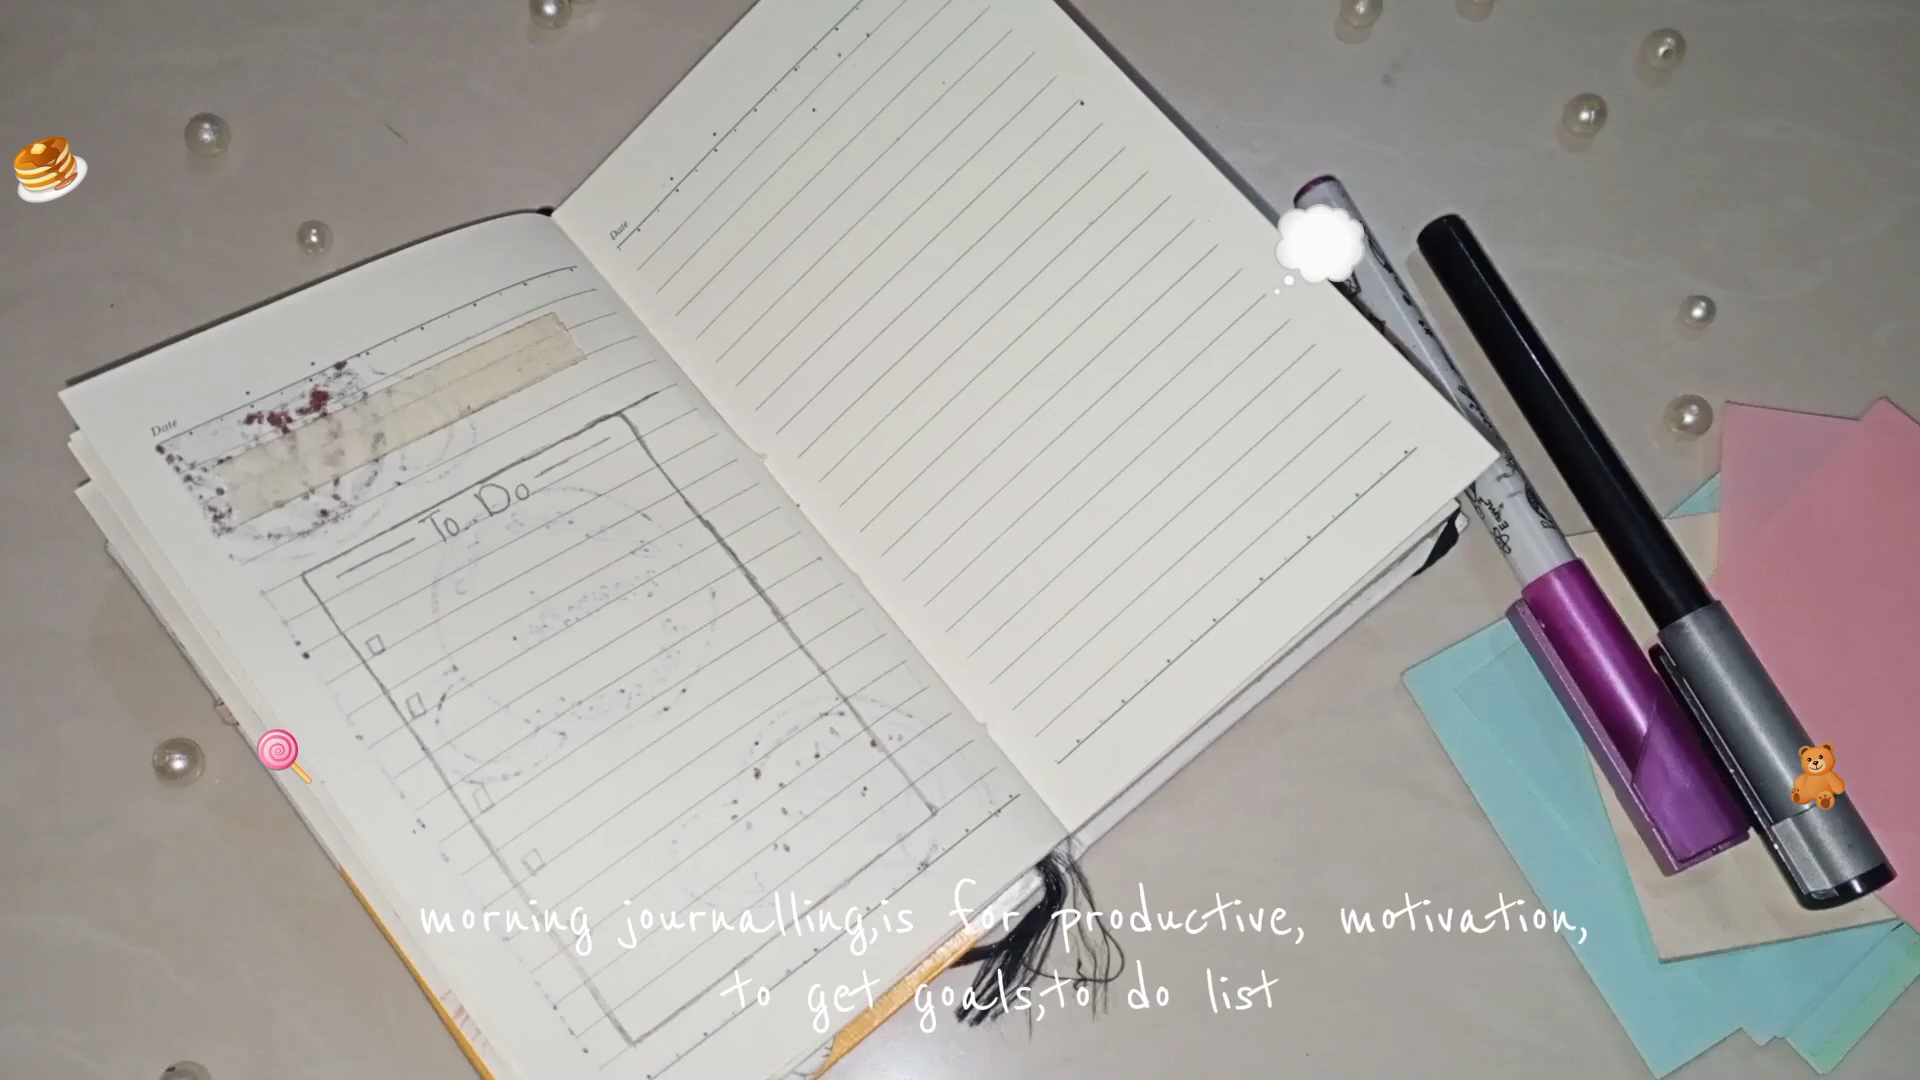 Date
Date
To Do
morning journalling,is for productive, motivation,
to get goals,to do list